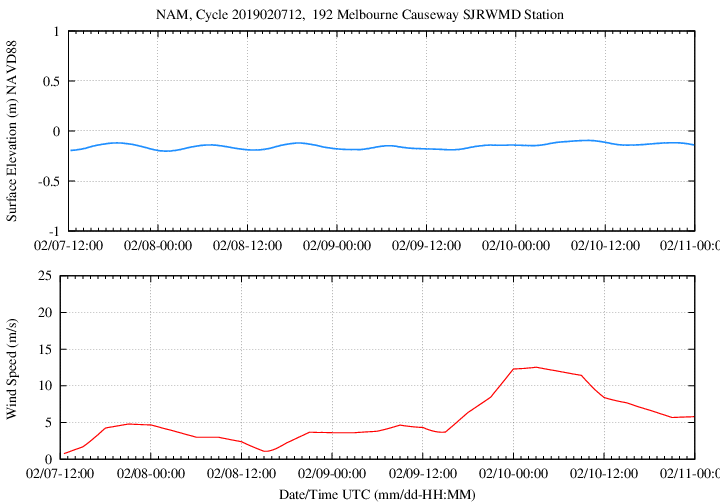 NAM, Cycle 2019020712,  192 Melbourne Causeway SJRWMD Station
Surface Elevation (m) NAVD88
1
0.5
0
-0.5
-1
02/07-12:00 02/08-00:00 02/08-12:00 02/09-00:00 02/09-12:00 02/10-00:00 02/10-12:00 02/11-00:0
Wind Speed (m/s)
25
20
15
10
5
0
02/07-12:00 02/08-00:00 02/08-12:00 02/09-00:00 02/09-12:00 02/10-00:00 02/10-12:00 02/11-00:0
Date/Time UTC (mm/dd-HH:MM)